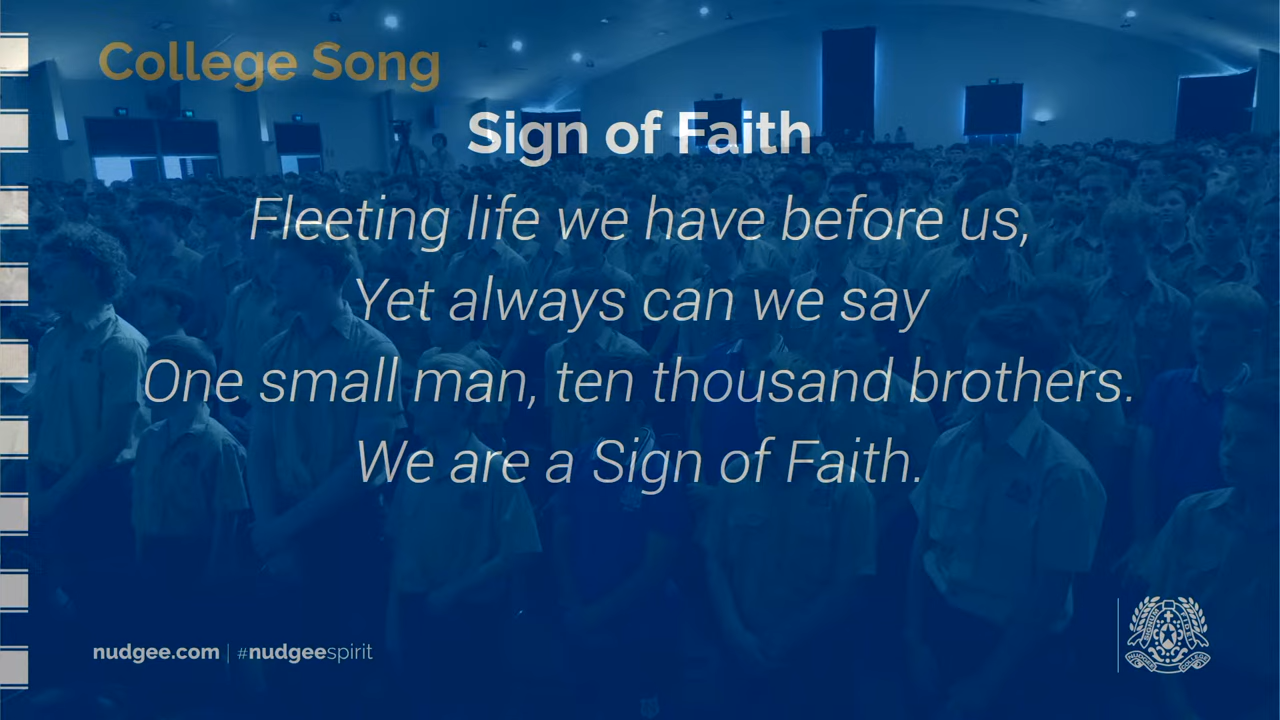 College Song
Sign of Faith
Fleeting life we have before us,
Yet always can we say
One small man, ten thousand brothers.
We are a Sign of Faith.
nudgee.com | #nudgeespirit